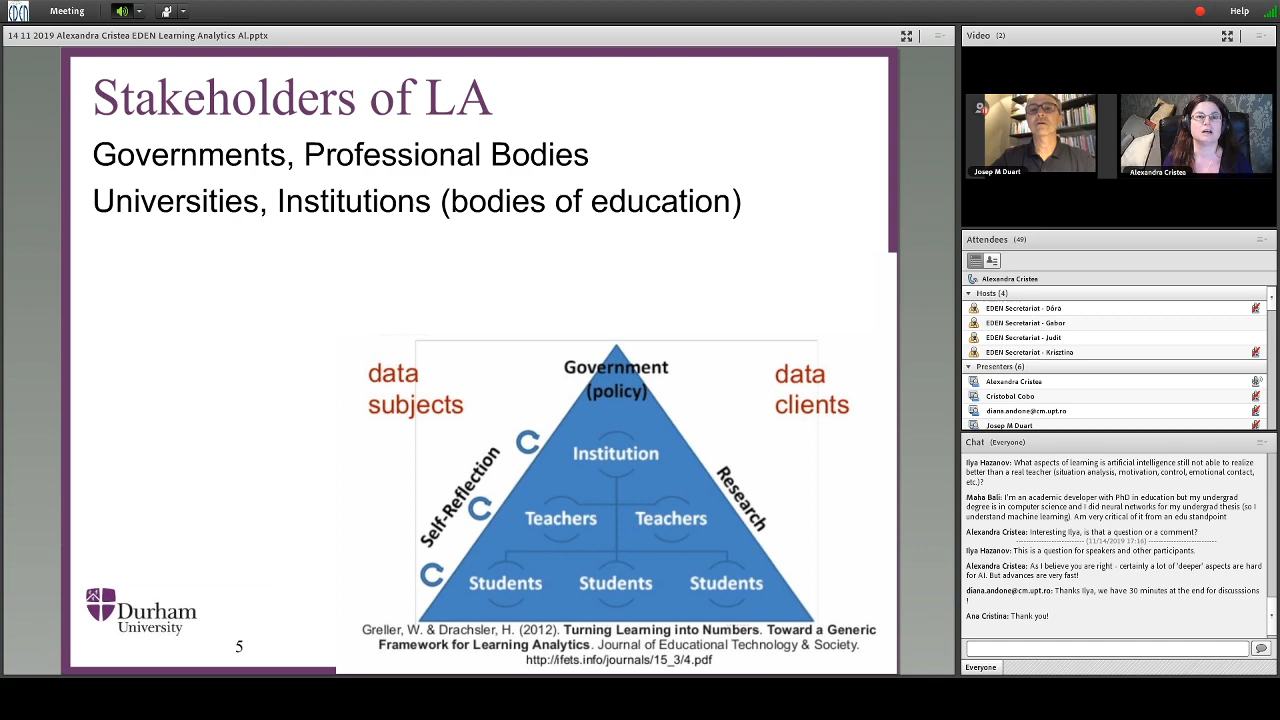 EDEN
Meeting
Help
14 11 2019 Alexandra Cristea EDEN Learning Analytics AI.pptx
Stakeholders of LA
Governments, Professional Bodies
Universities, Institutions (bodies of education)
data
subjects
data
clients
Government
(policy)
Institution
Teachers
Teachers
Students
Students
Students
Self-Reflection
Research
Durham
University
5
Greller, W. & Drachsler, H. (2012). Turning Learning into Numbers. Toward a Generic
Framework for Learning Analytics. Journal of Educational Technology & Society.
http://ifets.info/journals/15_3/4.pdf
Video (2)
Josep M Duart
Alexandra Cristea
Attendees (49)
Alexandra Cristea
Hosts (4)
EDEN Secretariat - Dóra
EDEN Secretariat - Gabor
EDEN Secretariat - Judit
EDEN Secretariat - Krisztina
Presenters (6)
Alexandra Cristea
Cristobal Cobo
diana.andone@cm.upt.ro
Josep M Duart
Chat (Everyone)
Ilya Hazanov: What aspects of learning is artificial intelligence still not able to realize
better than a real teacher (situation analysis, motivation, control, emotional contact,
etc.)?
Maha Bali: I'm an academic developer with PhD in education but my undergrad
degree is in computer science and I did neural networks for my undergrad thesis (so I
understand machine learning) Am very critical of it from an edu standpoint
Alexandra Cristea: Interesting Ilya, is that a question or a comment?
(11/14/2019 17:16)
Ilya Hazanov: This is a question for speakers and other participants.
Alexandra Cristea: As I believe you are right - certainly a lot of 'deeper' aspects are hard
for AI. But advances are very fast!
diana.andone@cm.upt.ro: Thanks Ilya, we have 30 minutes at the end for discusssions
!
Ana Cristina: Thank you!
Everyone